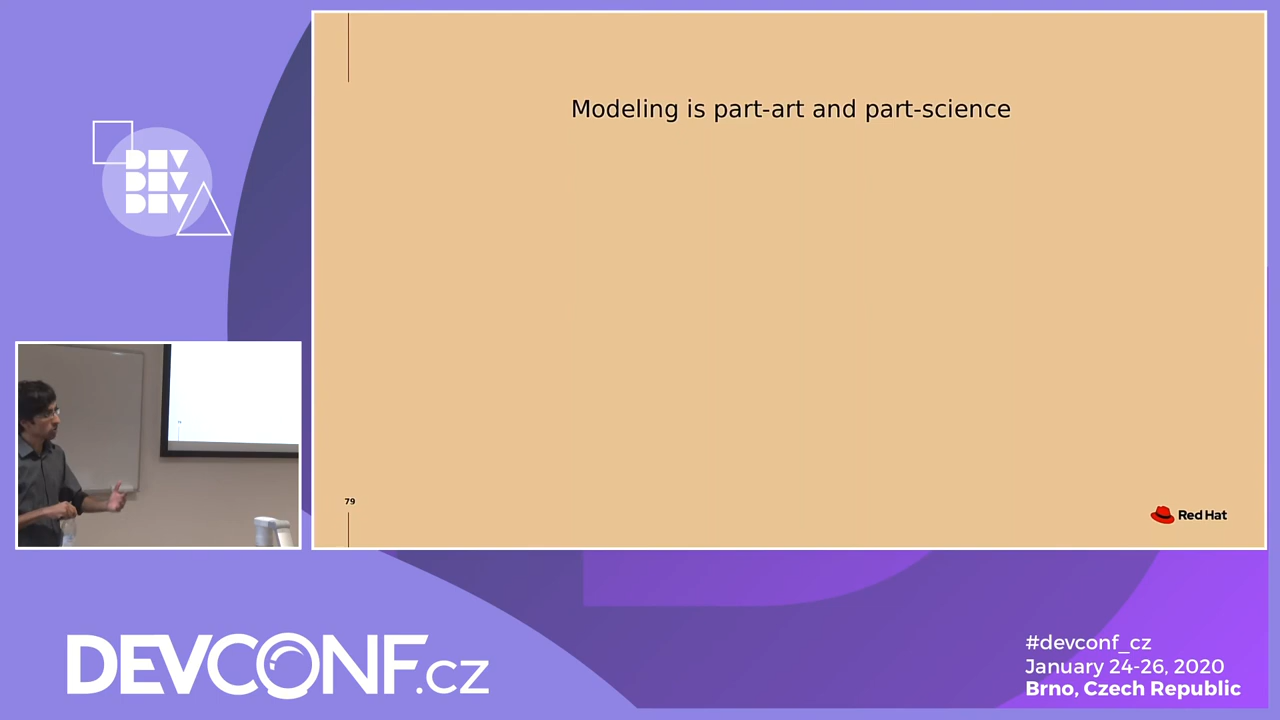 Modeling is part-art and part-science
79
Red Hat
DEV
DEV
DEV
DEVCONF.cz
#devconf_cz
January 24-26, 2020
Brno, Czech Republic